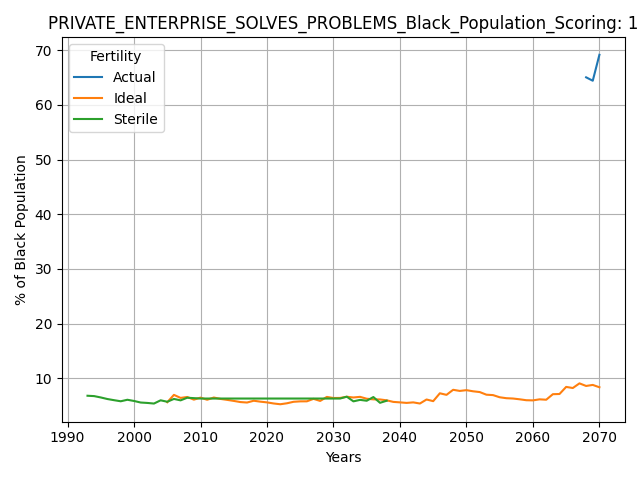 PRIVATE_ENTERPRISE_SOLVES_PROBLEMS_Black_Population_Scoring: 1
Fertility
Actual
Ideal
Sterile
% of Black Population
70
60
50
40
30
20
10
1990 2000 2010 2020 2030 2040 2050 2060 2070
Years